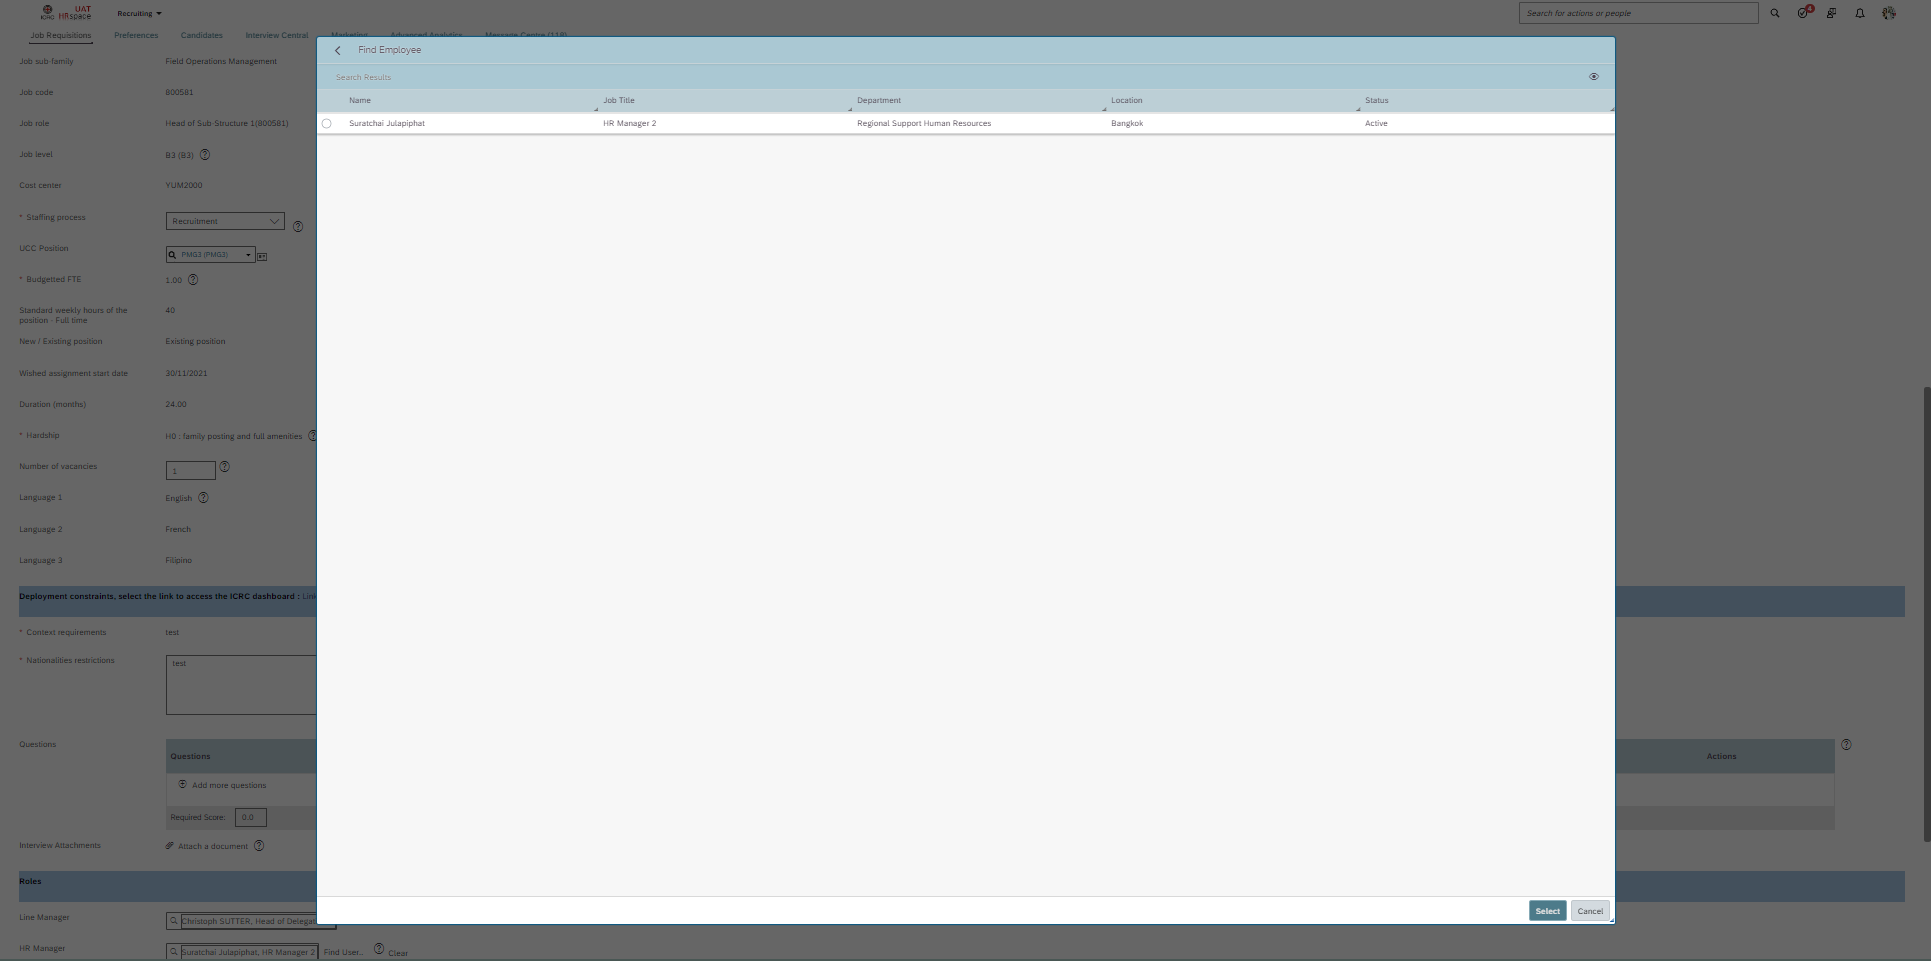 UAT
ICRC HRspace
Recruiting
Search for actions or people
4
Job Requisitions
Preferences
Candidates
Interview Central
Marketing
Advanced Analytics
Message Centre (118)
Find Employee
Search Results
Name
Job Title
Department
Location
Status
Suratchai Julapiphat
HR Manager 2
Regional Support Human Resources
Bangkok
Active
Job sub-family
Field Operations Management
Job code
800581
Job role
Head of Sub-Structure 1(800581)
Job level
B3 (B3)
Cost center
YUM2000
* Staffing process
Recruitment
UCC Position
PMG3 (PMG3)
* Budgetted FTE
1.00
Standard weekly hours of the
position - Full time
40
New / Existing position
Existing position
Wished assignment start date
30/11/2021
Duration (months)
24.00
* Hardship
H0 : family posting and full amenities
Number of vacancies
1
Language 1
English
Language 2
French
Language 3
Filipino
Deployment constraints, select the link to access the ICRC dashboard : Link
* Context requirements
test
* Nationalities restrictions
test
Questions
Questions
Actions
Add more questions
Required Score:
0.0
Interview Attachments
Attach a document
Roles
Line Manager
Christoph SUTTER, Head of Delegat
HR Manager
Suratchai Julapiphat, HR Manager 2
Find User...
Clear
Select
Cancel